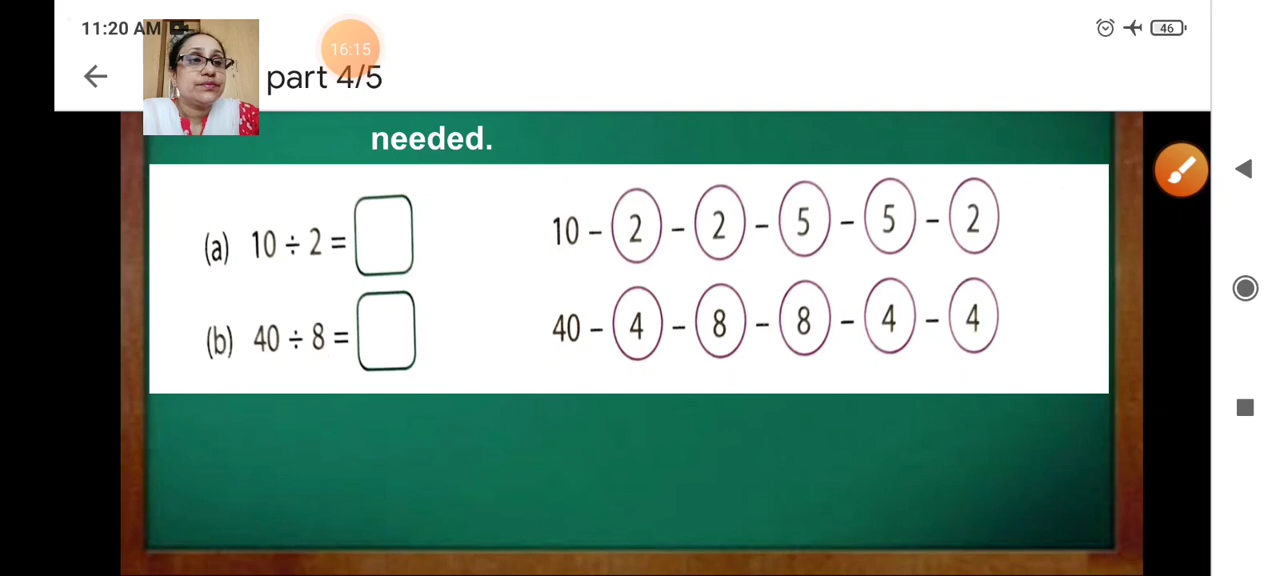 11:20 AM
46
16:15
part 4/5
needed.
(a) 10 ÷ 2 =
10 – 2 – 2 – 5 – 5 – 2
(b) 40 ÷ 8 =
40 – 4 – 8 – 8 – 4 – 4